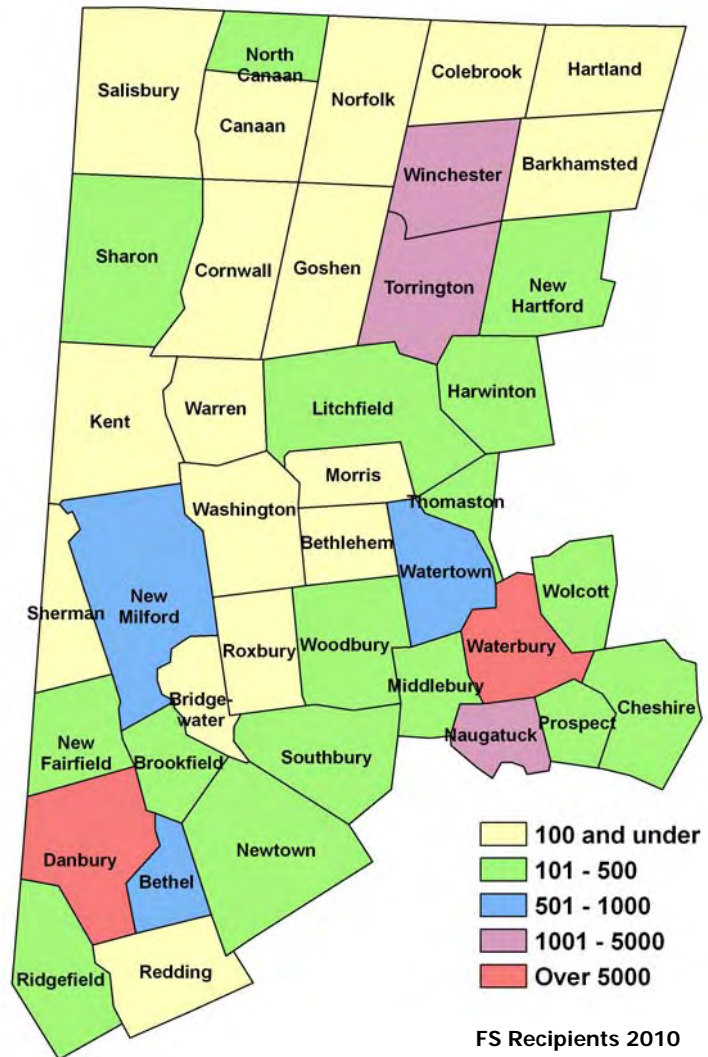 North
Canaan
Salisbury
Canaan
Norfolk
Colebrook
Hartland
Winchester
Barkhamsted
Sharon
Cornwall
Goshen
Torrington
New
Hartford
Kent
Warren
Litchfield
Harwinton
Morris
Washington
Thomaston
Bethlehem
Watertown
New
Milford
Sherman
Wolcott
Roxbury
Woodbury
Waterbury
Bridge-
water
Middlebury
Cheshire
New
Fairfield
Brookfield
Southbury
Naugatuck
Prospect
Danbury
Bethel
Newtown
Ridgefield
Redding
100 and under
101 - 500
501 - 1000
1001 - 5000
Over 5000
FS Recipients 2010